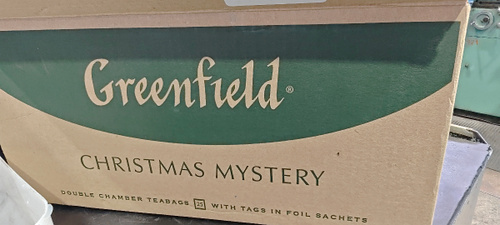 Greenfield®
CHRISTMAS MYSTERY
DOUBLE CHAMBER TEABAGS 25 WITH TAGS IN FOIL SACHETS